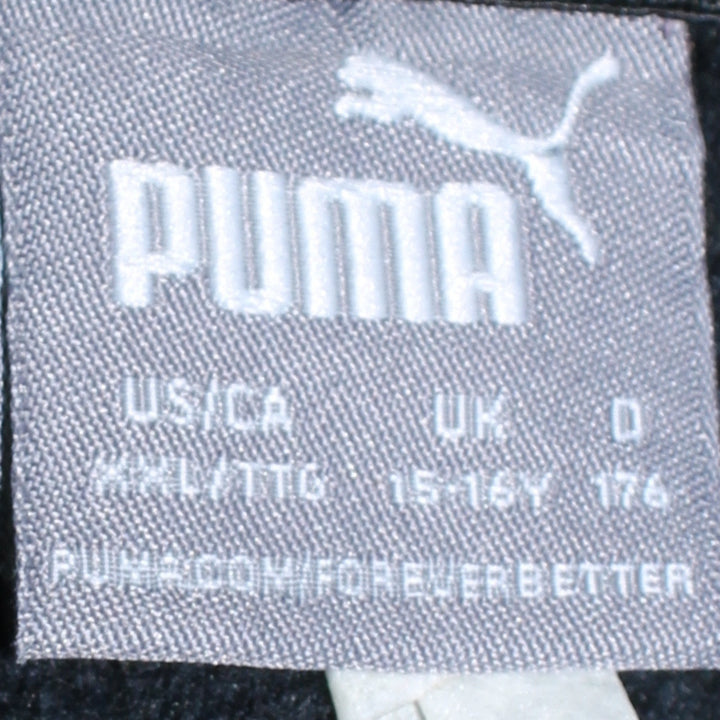 PUMA
US/CA UK D
XXL/TTG 15-16Y 176
PUMA.COM/FOREVERBETTER